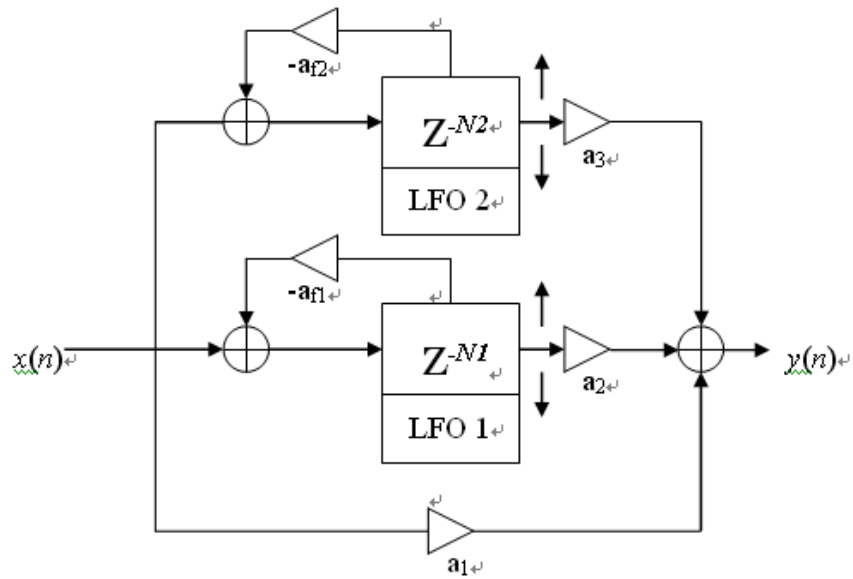 -af2↵
Z-N2↵
a3↵
LFO 2↵
-af1↵
x(n)↵
Z-N1↵
a2↵
y(n)↵
LFO 1↵
a1↵